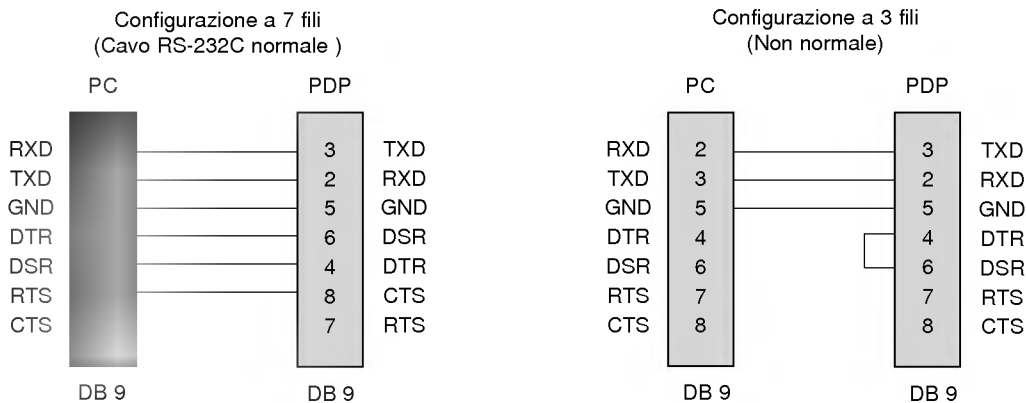 Configurazione a 7 fili
(Cavo RS-232C normale )
PC PDP
RXD 3 TXD
TXD 2 RXD
GND 5 GND
DTR 6 DSR
DSR 4 DTR
RTS 8 CTS
CTS 7 RTS
DB 9 DB 9
Configurazione a 3 fili
(Non normale)
PC PDP
RXD 2 3 TXD
TXD 3 2 RXD
GND 5 5 GND
DTR 4 4 DTR
DSR 6 6 DSR
RTS 7 7 RTS
CTS 8 8 CTS
DB 9 DB 9